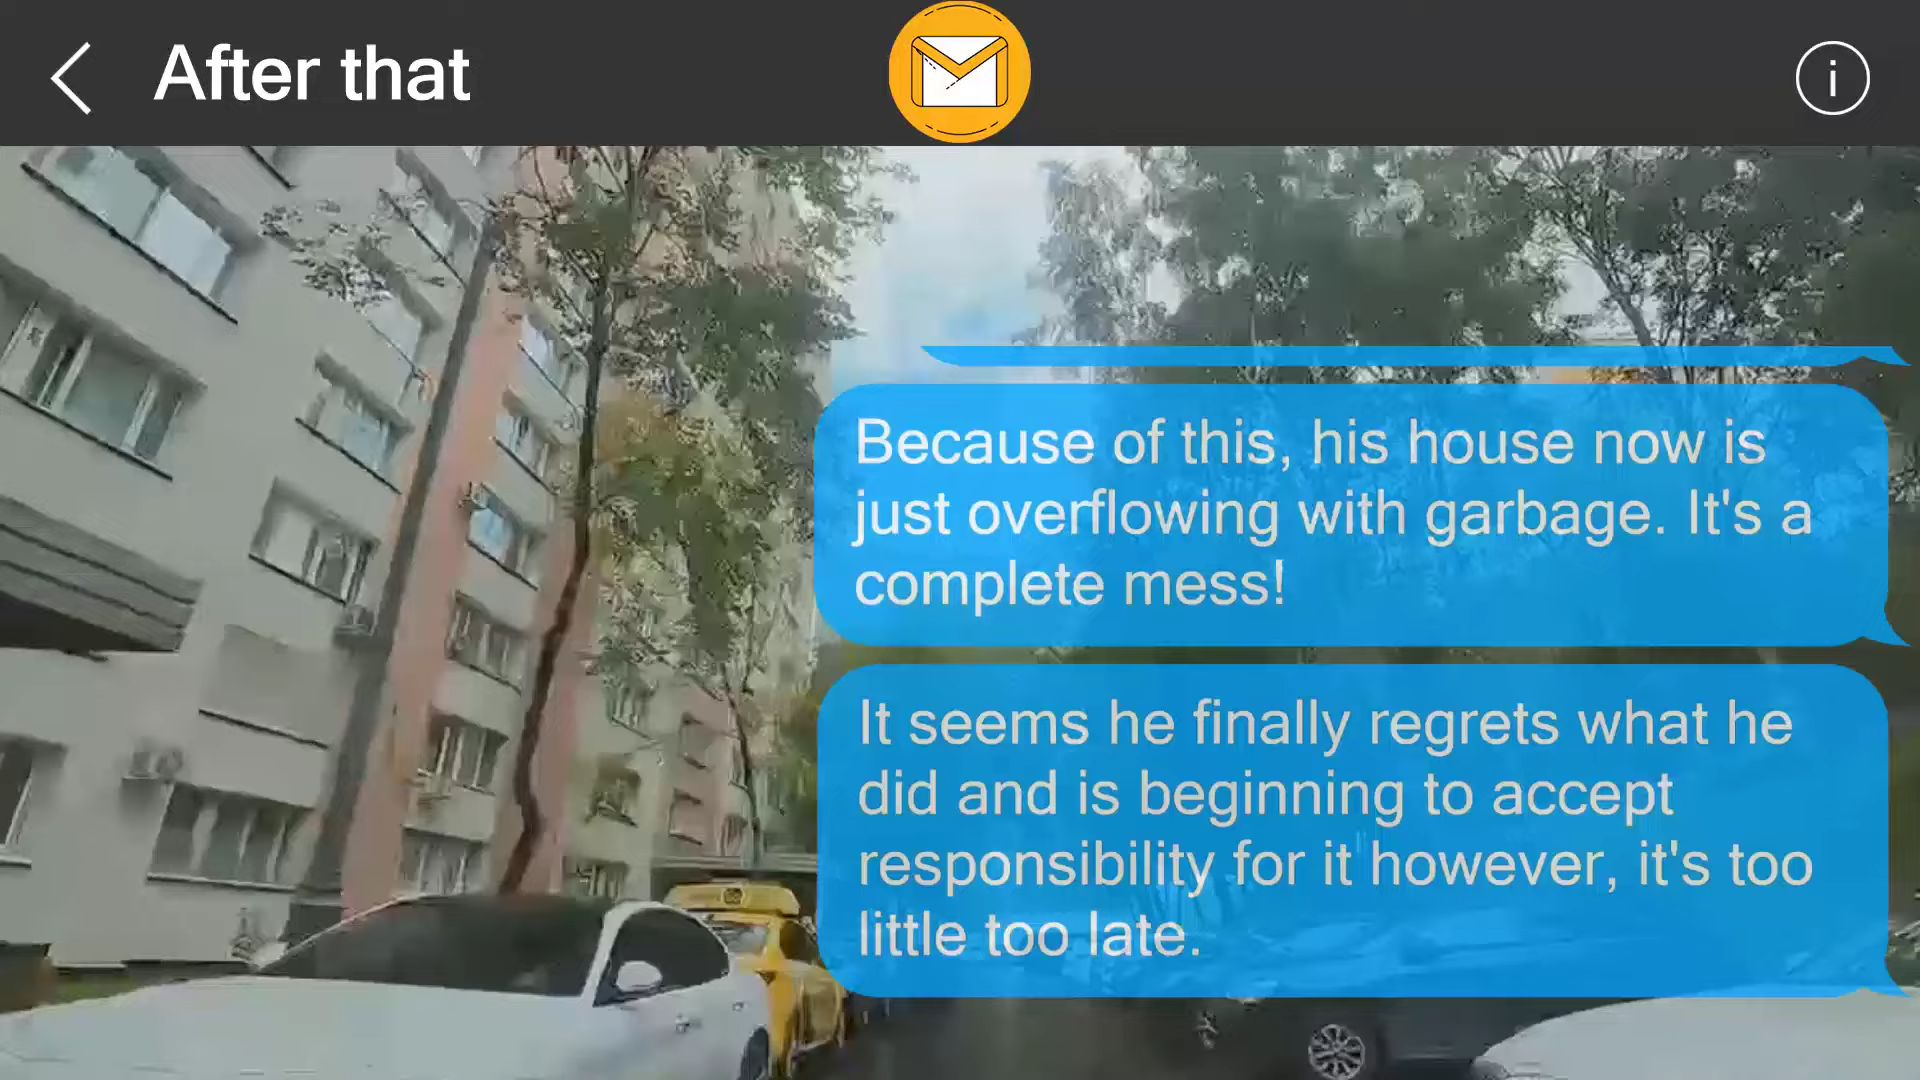 After that
i
Because of this, his house now is
just overflowing with garbage. It's a
complete mess!
It seems he finally regrets what he
did and is beginning to accept
responsibility for it however, it's too
little too late.